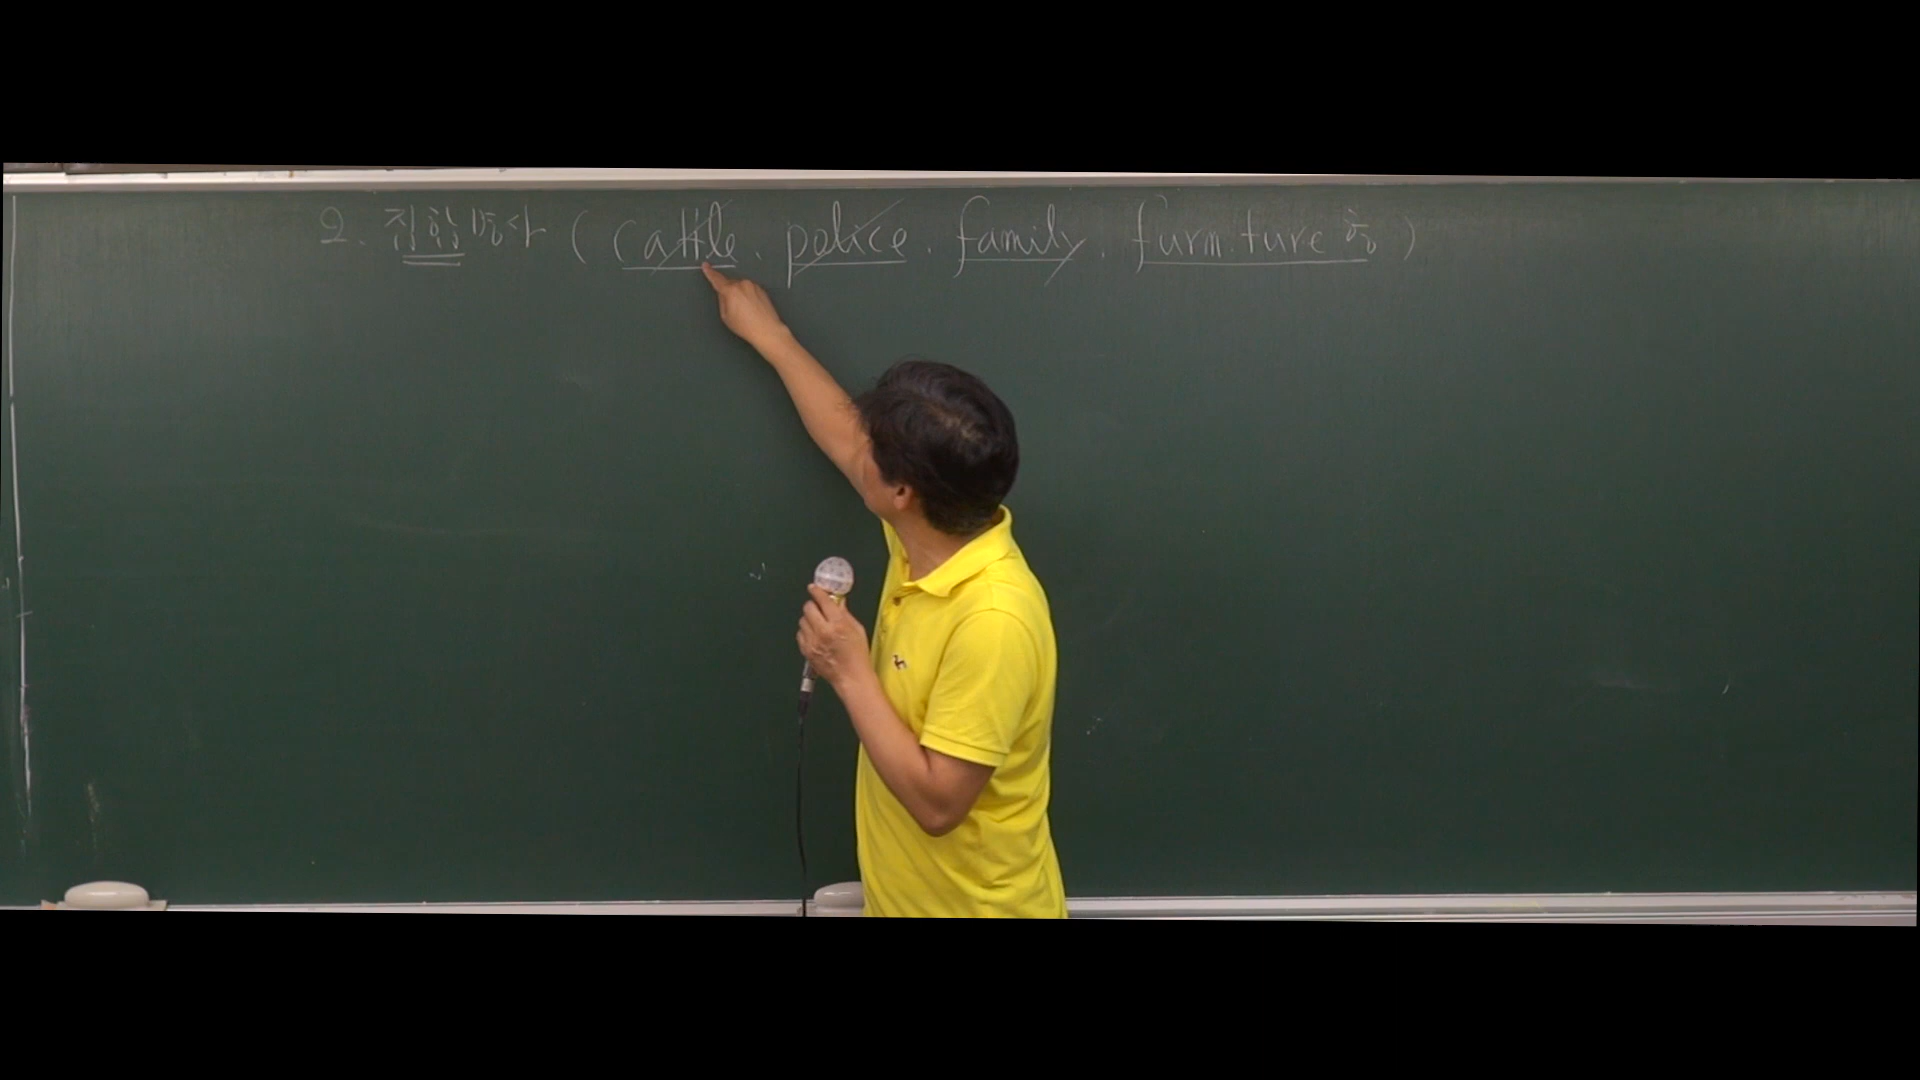 2. 집합명사 ( cattle. police. family. furniture 등 )